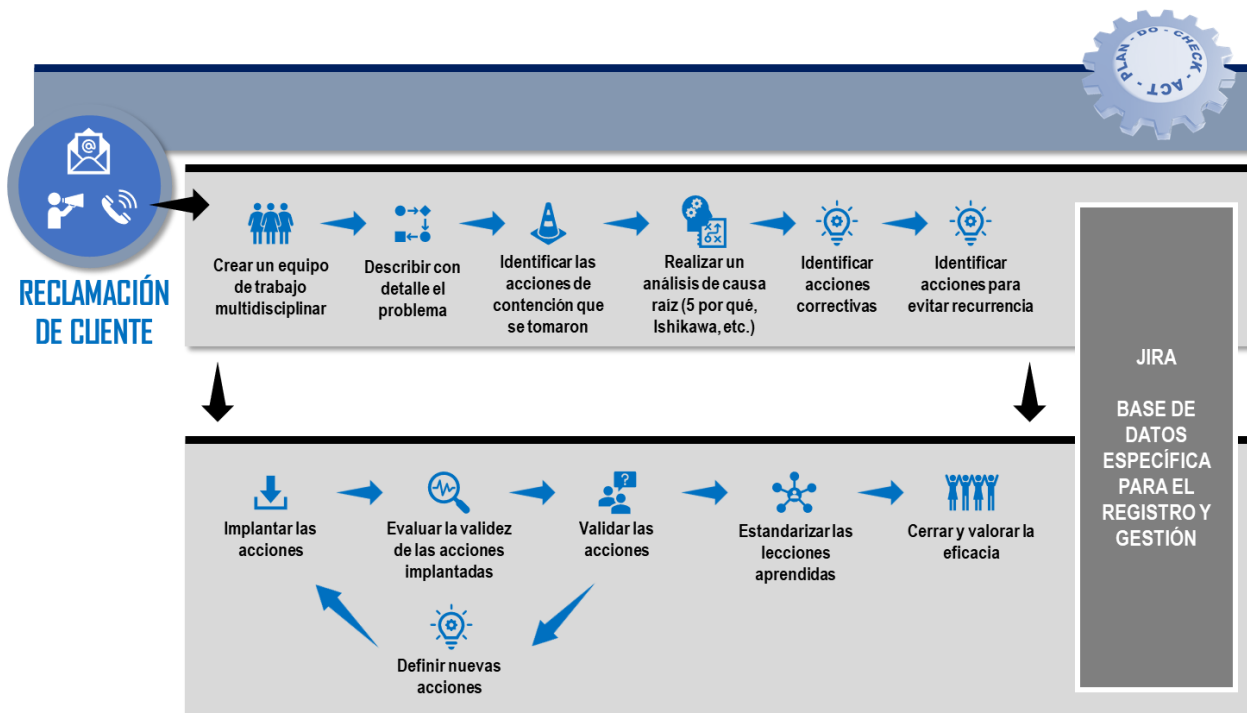 PLAN - DO - CHECK - ACT -
@
RECLAMACIÓN
DE CLIENTE
Crear un equipo
de trabajo
multidisciplinar
Describir con
detalle el
problema
Identificar las
acciones de
contención que
se tomaron
Realizar un
análisis de causa
raíz (5 por qué,
Ishikawa, etc.)
Identificar
acciones
correctivas
Identificar
acciones para
evitar recurrencia
JIRA
BASE DE
DATOS
ESPECÍFICA
PARA EL
REGISTRO Y
GESTIÓN
Implantar las
acciones
Evaluar la validez
de las acciones
implantadas
?
Validar las
acciones
Estandarizar las
lecciones
aprendidas
Cerrar y valorar la
eficacia
Definir nuevas
acciones